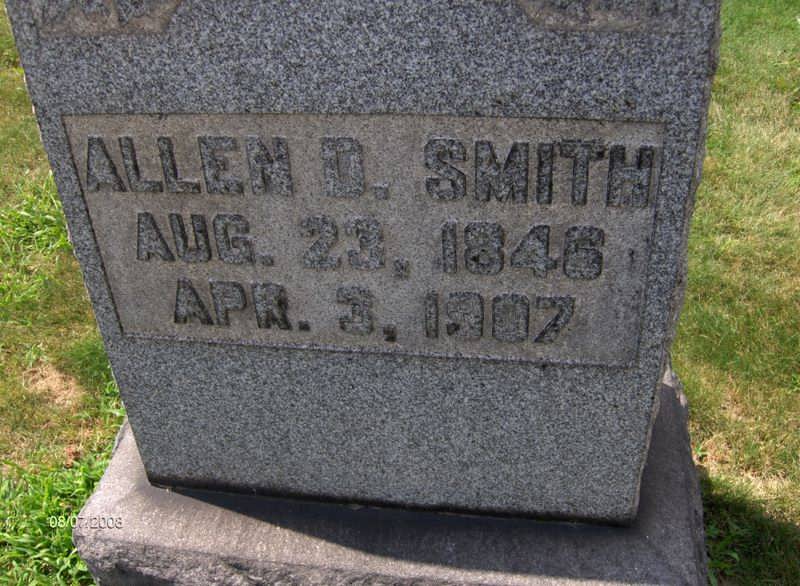 ALLEN D. SMITH
AUG. 23, 1846
APR. 3, 1907
08/07/2008